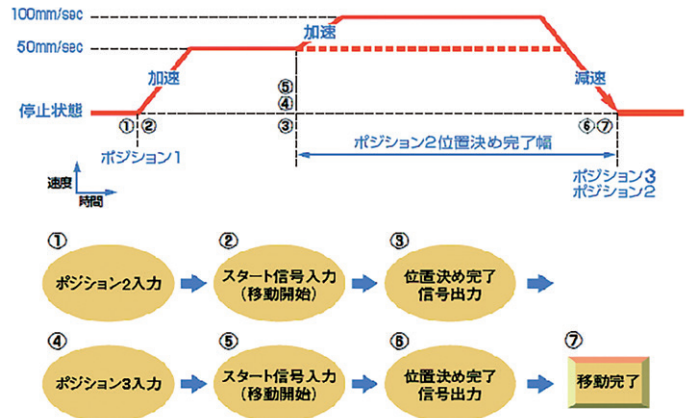 100mm/sec
50mm/sec
加速
加速
減速
停止状態
① ② ⑤ ④ ③ ⑥ ⑦
ポジション1
ポジション2位置決め完了幅
ポジション3
ポジション2
速度
時間
①
ポジション2入力
②
スタート信号入力
(移動開始)
③
位置決め完了
信号出力
④
ポジション3入力
⑤
スタート信号入力
(移動開始)
⑥
位置決め完了
信号出力
⑦
移動完了